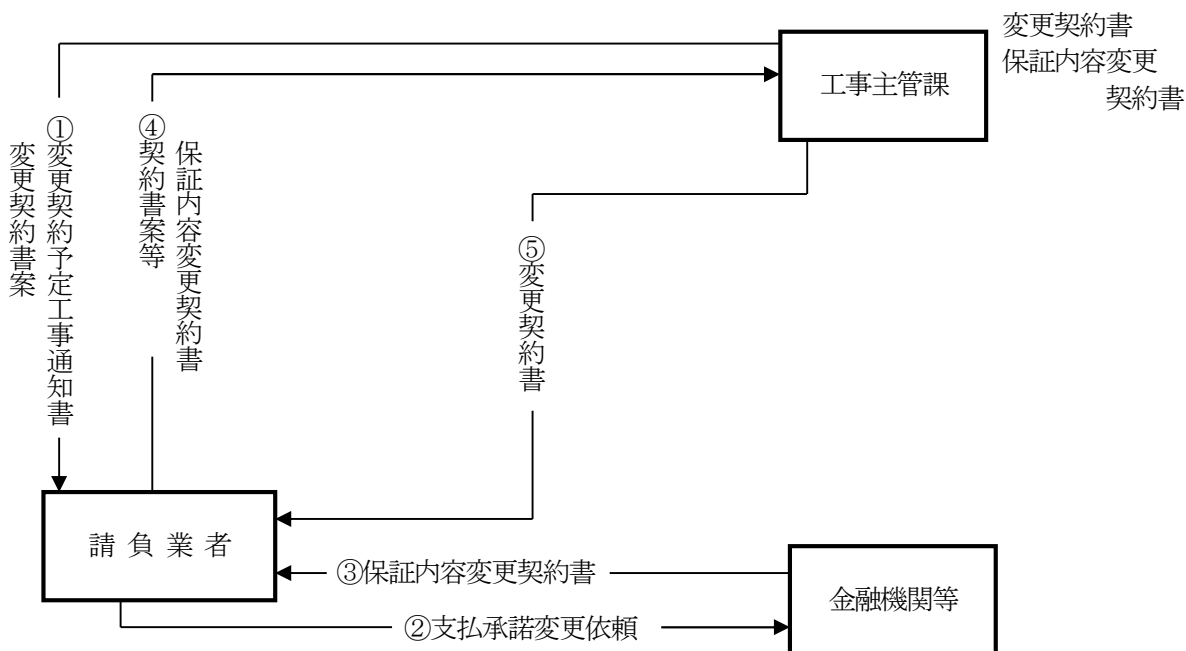 変更契約書
保証内容変更
契約書
工事主管課
①変更契約予定工事通知書
変更契約書案
保証内容変更契約書
④契約書案等
⑤変更契約書
請負業者
③保証内容変更契約書
金融機関等
②支払承諾変更依頼